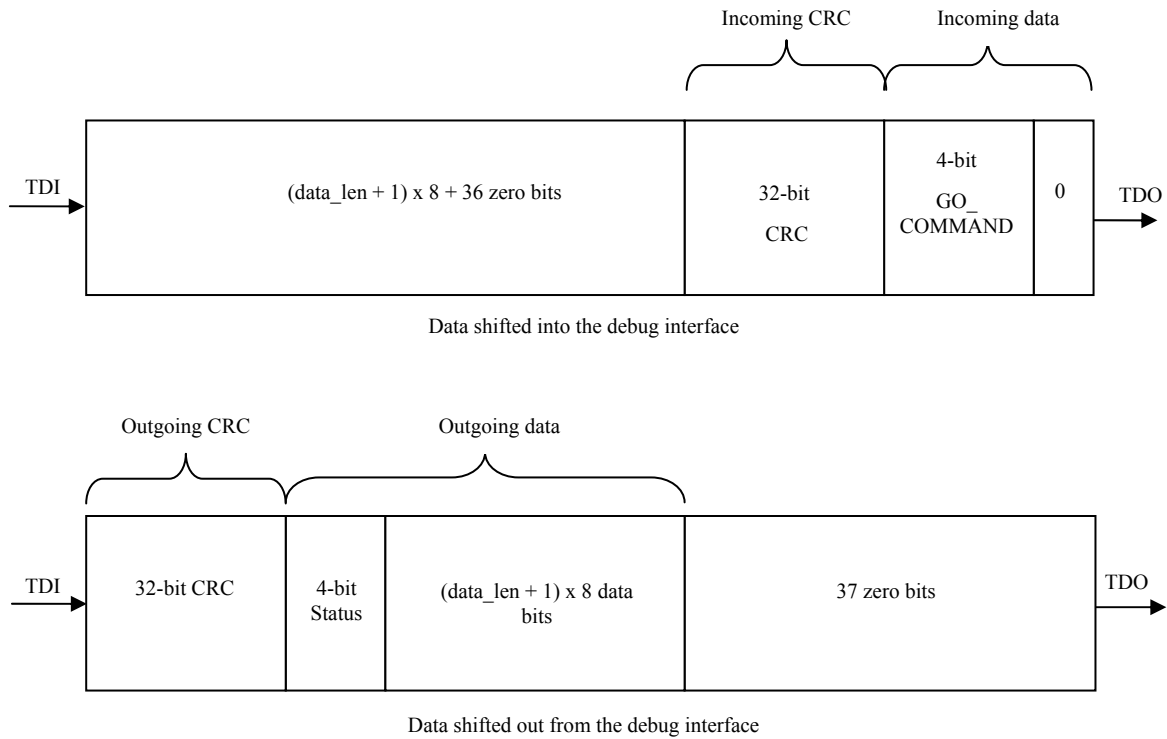 Incoming CRC
Incoming data
TDI
(data_len + 1) x 8 + 36 zero bits
32-bit
CRC
4-bit
GO_
COMMAND
0
TDO
Data shifted into the debug interface
Outgoing CRC
Outgoing data
TDI
32-bit CRC
4-bit
Status
(data_len + 1) x 8 data
bits
37 zero bits
TDO
Data shifted out from the debug interface